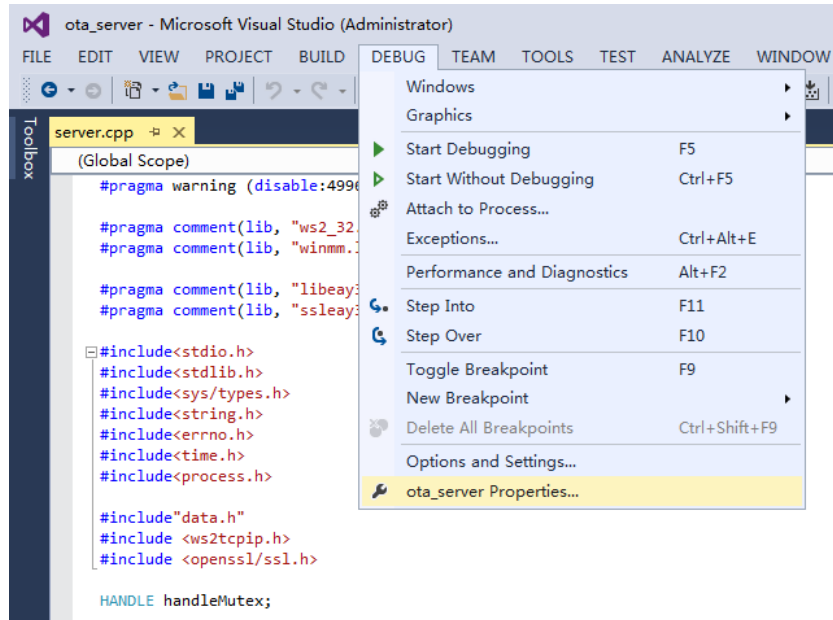 ota_server - Microsoft Visual Studio (Administrator)
FILE EDIT VIEW PROJECT BUILD DEBUG TEAM TOOLS TEST ANALYZE WINDOW
Toolbox
server.cpp
(Global Scope)
#pragma warning (disable:4996
#pragma comment(lib, "ws2_32.
#pragma comment(lib, "winmm.l
#pragma comment(lib, "libeay3
#pragma comment(lib, "ssleay3
#include<stdio.h>
#include<stdlib.h>
#include<sys/types.h>
#include<string.h>
#include<errno.h>
#include<time.h>
#include<process.h>
#include"data.h"
#include <ws2tcpip.h>
#include <openssl/ssl.h>
HANDLE handleMutex;
Windows
Graphics
Start Debugging F5
Start Without Debugging Ctrl+F5
Attach to Process...
Exceptions... Ctrl+Alt+E
Performance and Diagnostics Alt+F2
Step Into F11
Step Over F10
Toggle Breakpoint F9
New Breakpoint
Delete All Breakpoints Ctrl+Shift+F9
Options and Settings...
ota_server Properties...